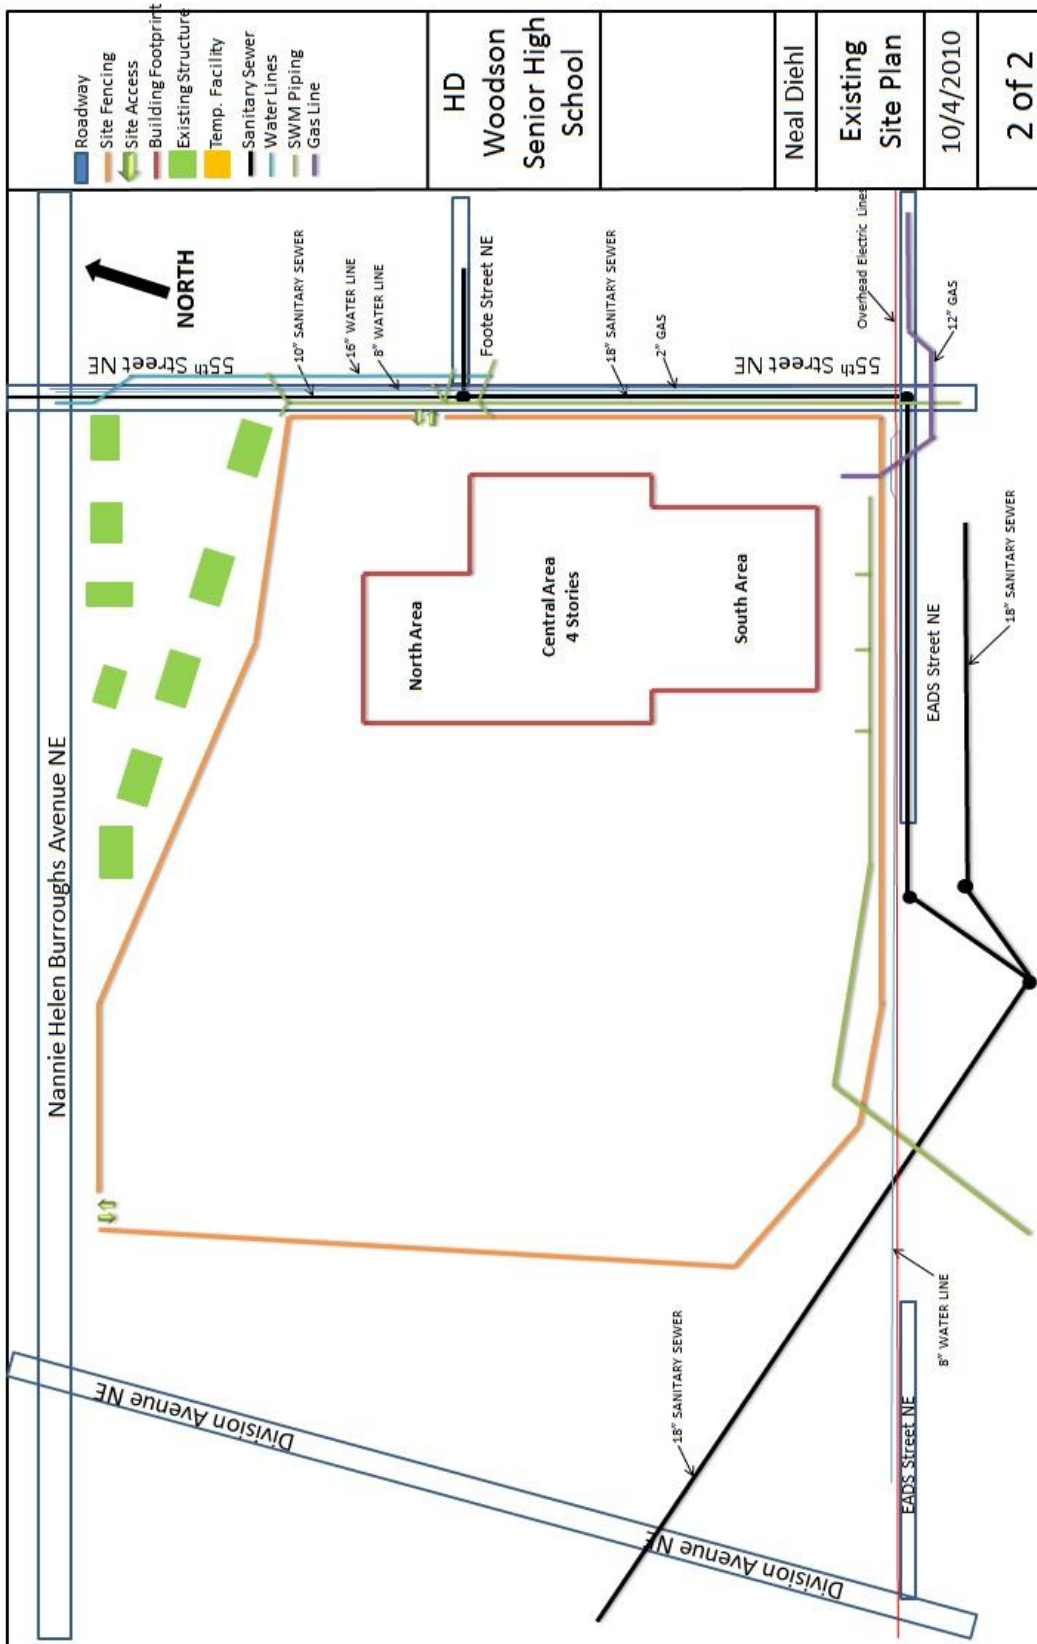 Nannie Helen Burroughs Avenue NE
Division Avenue NE
Division Avenue NE
55th Street NE
NORTH
10" SANITARY SEWER
16" WATER LINE
8" WATER LINE
Foote Street NE
18" SANITARY SEWER
2" GAS
55th Street NE
Overhead Electric Lines
12" GAS
North Area
Central Area
4 Stories
South Area
EADS Street NE
18" SANITARY SEWER
18" SANITARY SEWER
8" WATER LINE
EADS Street NE
Roadway
Site Fencing
Site Access
Building Footprint
Existing Structure
Temp. Facility
Sanitary Sewer
Water Lines
SWM Piping
Gas Line
HD
Woodson
Senior High
School
Neal Diehl
Existing
Site Plan
10/4/2010
2 of 2